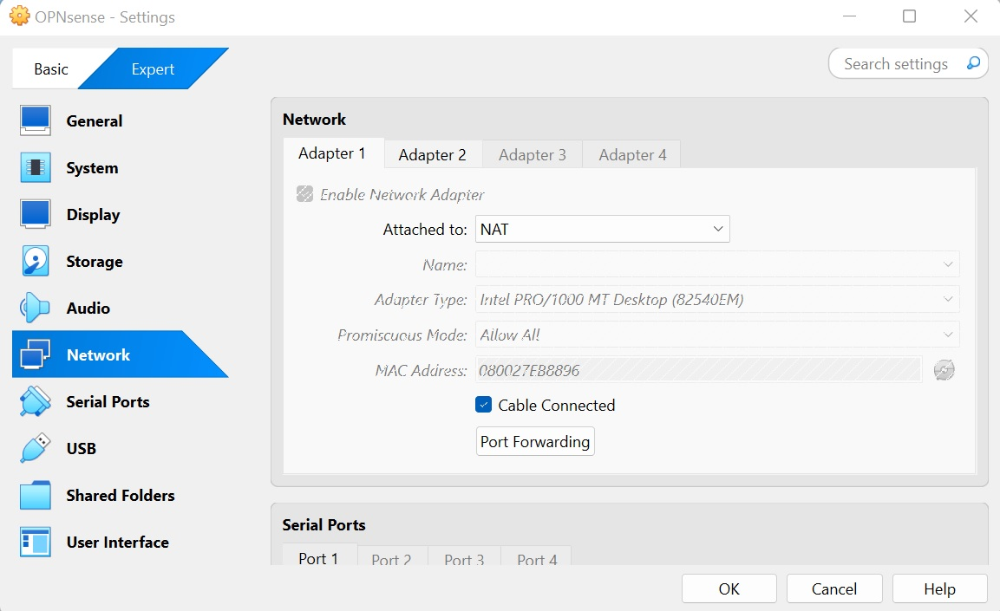 OPNsense - Settings
Basic
Expert
Search settings
General
System
Display
Storage
Audio
Network
Serial Ports
USB
Shared Folders
User Interface
Network
Adapter 1
Adapter 2
Adapter 3
Adapter 4
Enable Network Adapter
Attached to: NAT
Name:
Adapter Type: Intel PRO/1000 MT Desktop (82540EM)
Promiscuous Mode: Allow All
MAC Address: 080027EB8896
Cable Connected
Port Forwarding
Serial Ports
Port 1
Port 2
Port 3
Port 4
OK
Cancel
Help